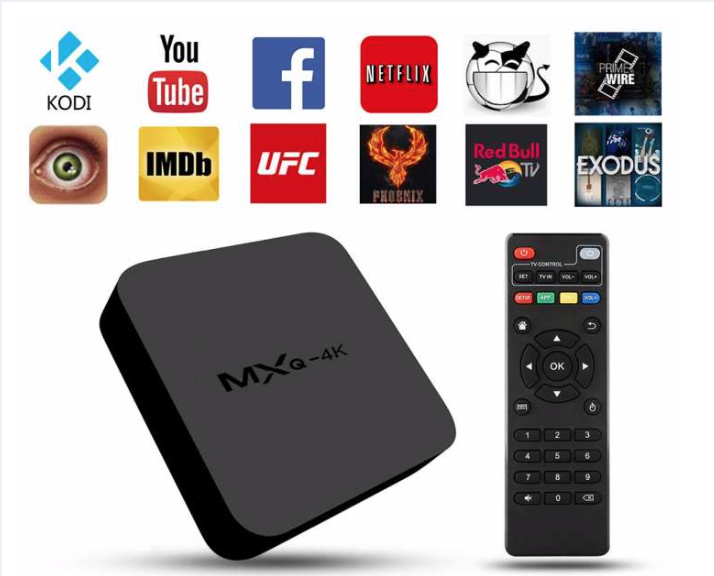 KODI
You
Tube
f
NETFLIX
PRIME
WIRE
IMDb
UFC
PHOENIX
Red Bull
TV
EXODUS
MXQ-4K
TV CONTROL
SET
TV IN
VOL-
VOL+
SETUP
APP
VOL+
OK
1
2
3
4
5
6
7
8
9
0